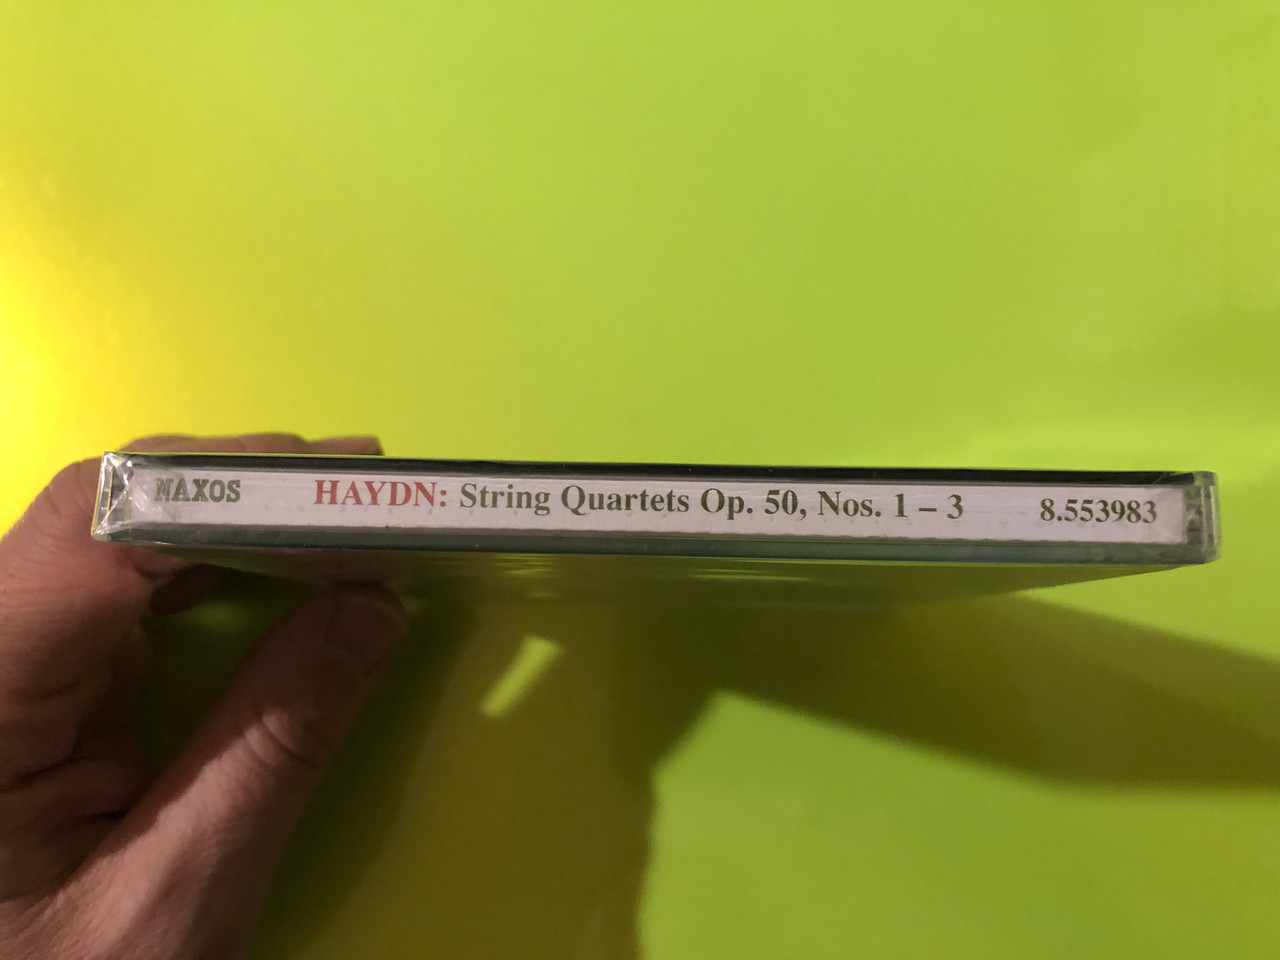 NAXOS HAYDN: String Quartets Op. 50, Nos. 1 – 3 8.553983